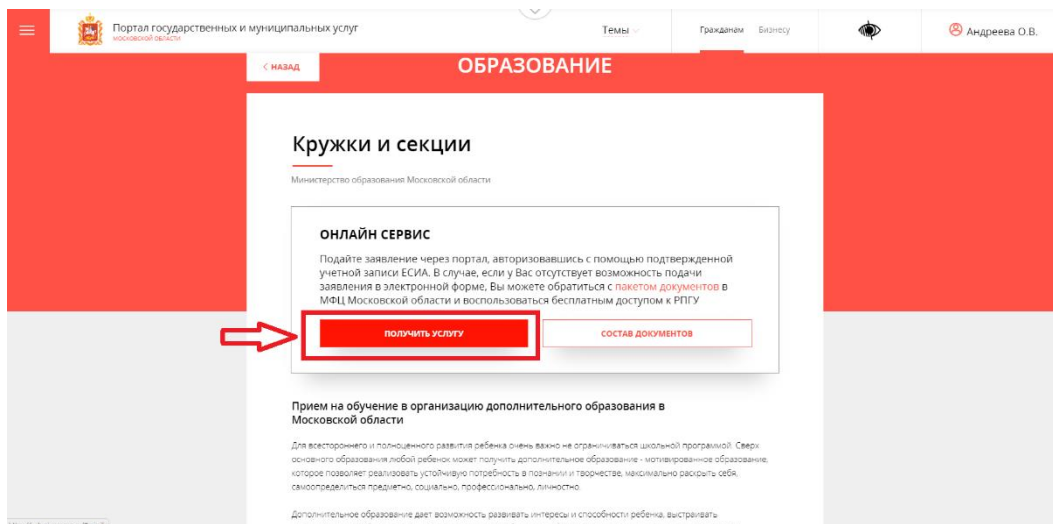 Портал государственных и муниципальных услуг
МОСКОВСКОЙ ОБЛАСТИ
Темы
Гражданам
Бизнесу
Андреева О.В.
< НАЗАД
ОБРАЗОВАНИЕ
Кружки и секции
Министерство образования Московской области
ОНЛАЙН СЕРВИС
Подайте заявление через портал, авторизовавшись с помощью подтвержденной
учетной записи ЕСИА. В случае, если у Вас отсутствует возможность подачи
заявления в электронной форме, Вы можете обратиться с пакетом документов в
МФЦ Московской области и воспользоваться бесплатным доступом к РПГУ
ПОЛУЧИТЬ УСЛУГУ
СОСТАВ ДОКУМЕНТОВ
Прием на обучение в организацию дополнительного образования в
Московской области
Для всестороннего и полноценного развития ребенка очень важно не ограничиваться школьной программой. Сверх
основного образования любой ребенок может получить дополнительное образование - мотивированное образование,
которое позволяет реализовать устойчивую потребность в познании и творчестве, максимально раскрыть себя,
самоопределиться предметно, социально, профессионально, личностно.
Дополнительное образование дает возможность развивать интересы и способности ребенка, выстраивать